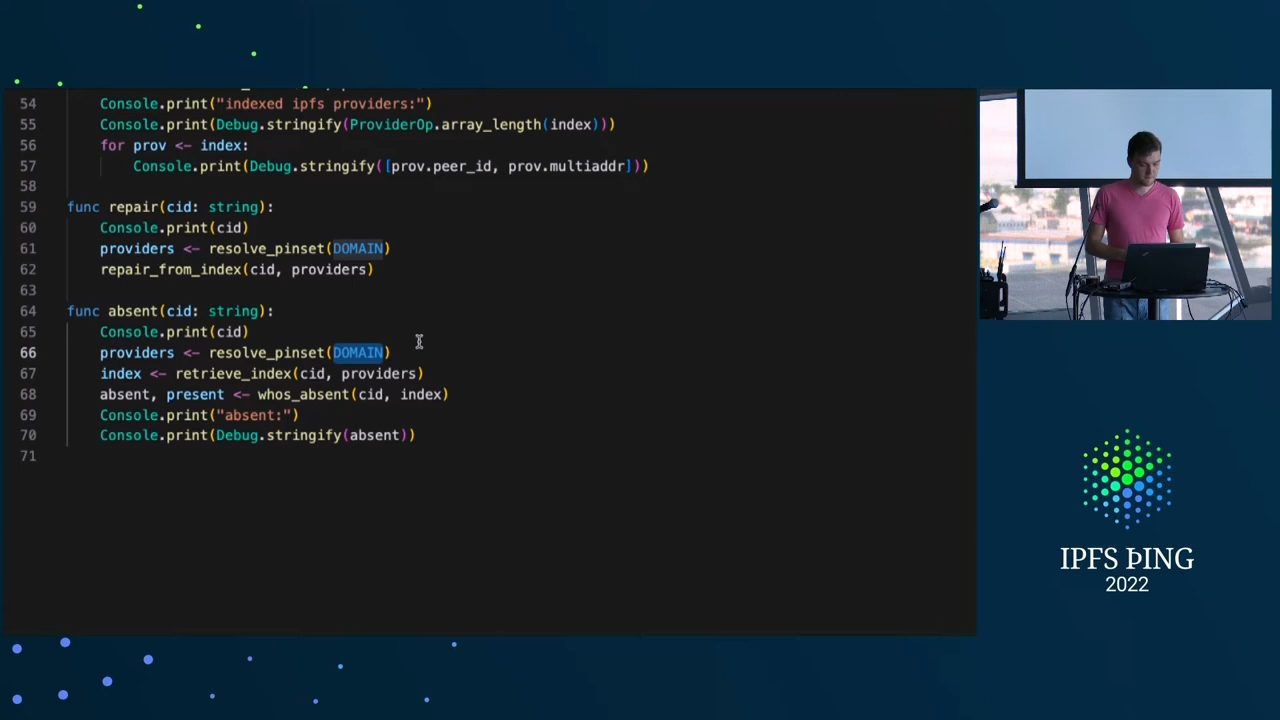 54 Console.print("indexed ipfs providers:")
55 Console.print(Debug.stringify(ProviderOp.array_length(index)))
56 for prov <- index:
57 Console.print(Debug.stringify([prov.peer_id, prov.multiaddr]))
58
59 func repair(cid: string):
60 Console.print(cid)
61 providers <- resolve_pinset(DOMAIN)
62 repair_from_index(cid, providers)
63
64 func absent(cid: string):
65 Console.print(cid)
66 providers <- resolve_pinset(DOMAIN)
67 index <- retrieve_index(cid, providers)
68 absent, present <- whos_absent(cid, index)
69 Console.print("absent:")
70 Console.print(Debug.stringify(absent))
71
IPFS ÞING
2022